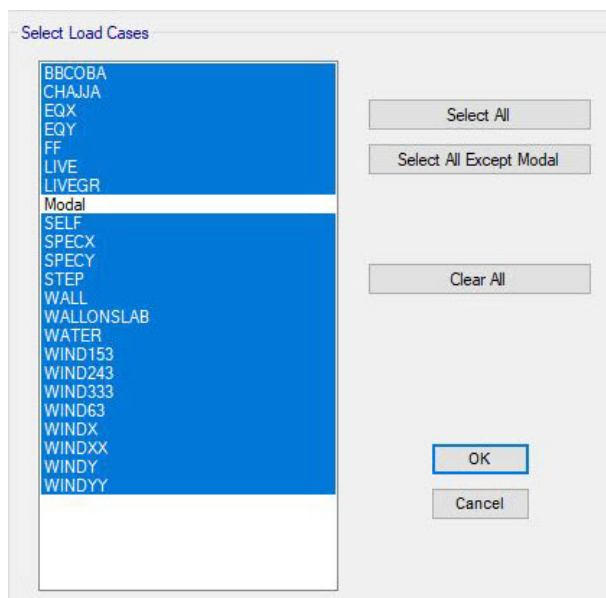 Select Load Cases
BBCOBA
CHAJJA
EQX
EQY
FF
LIVE
LIVEGR
Modal
SELF
SPECX
SPECY
STEP
WALL
WALLONSLAB
WATER
WIND153
WIND243
WIND333
WIND63
WINDX
WINDXX
WINDY
WINDYY
Select All
Select All Except Modal
Clear All
OK
Cancel